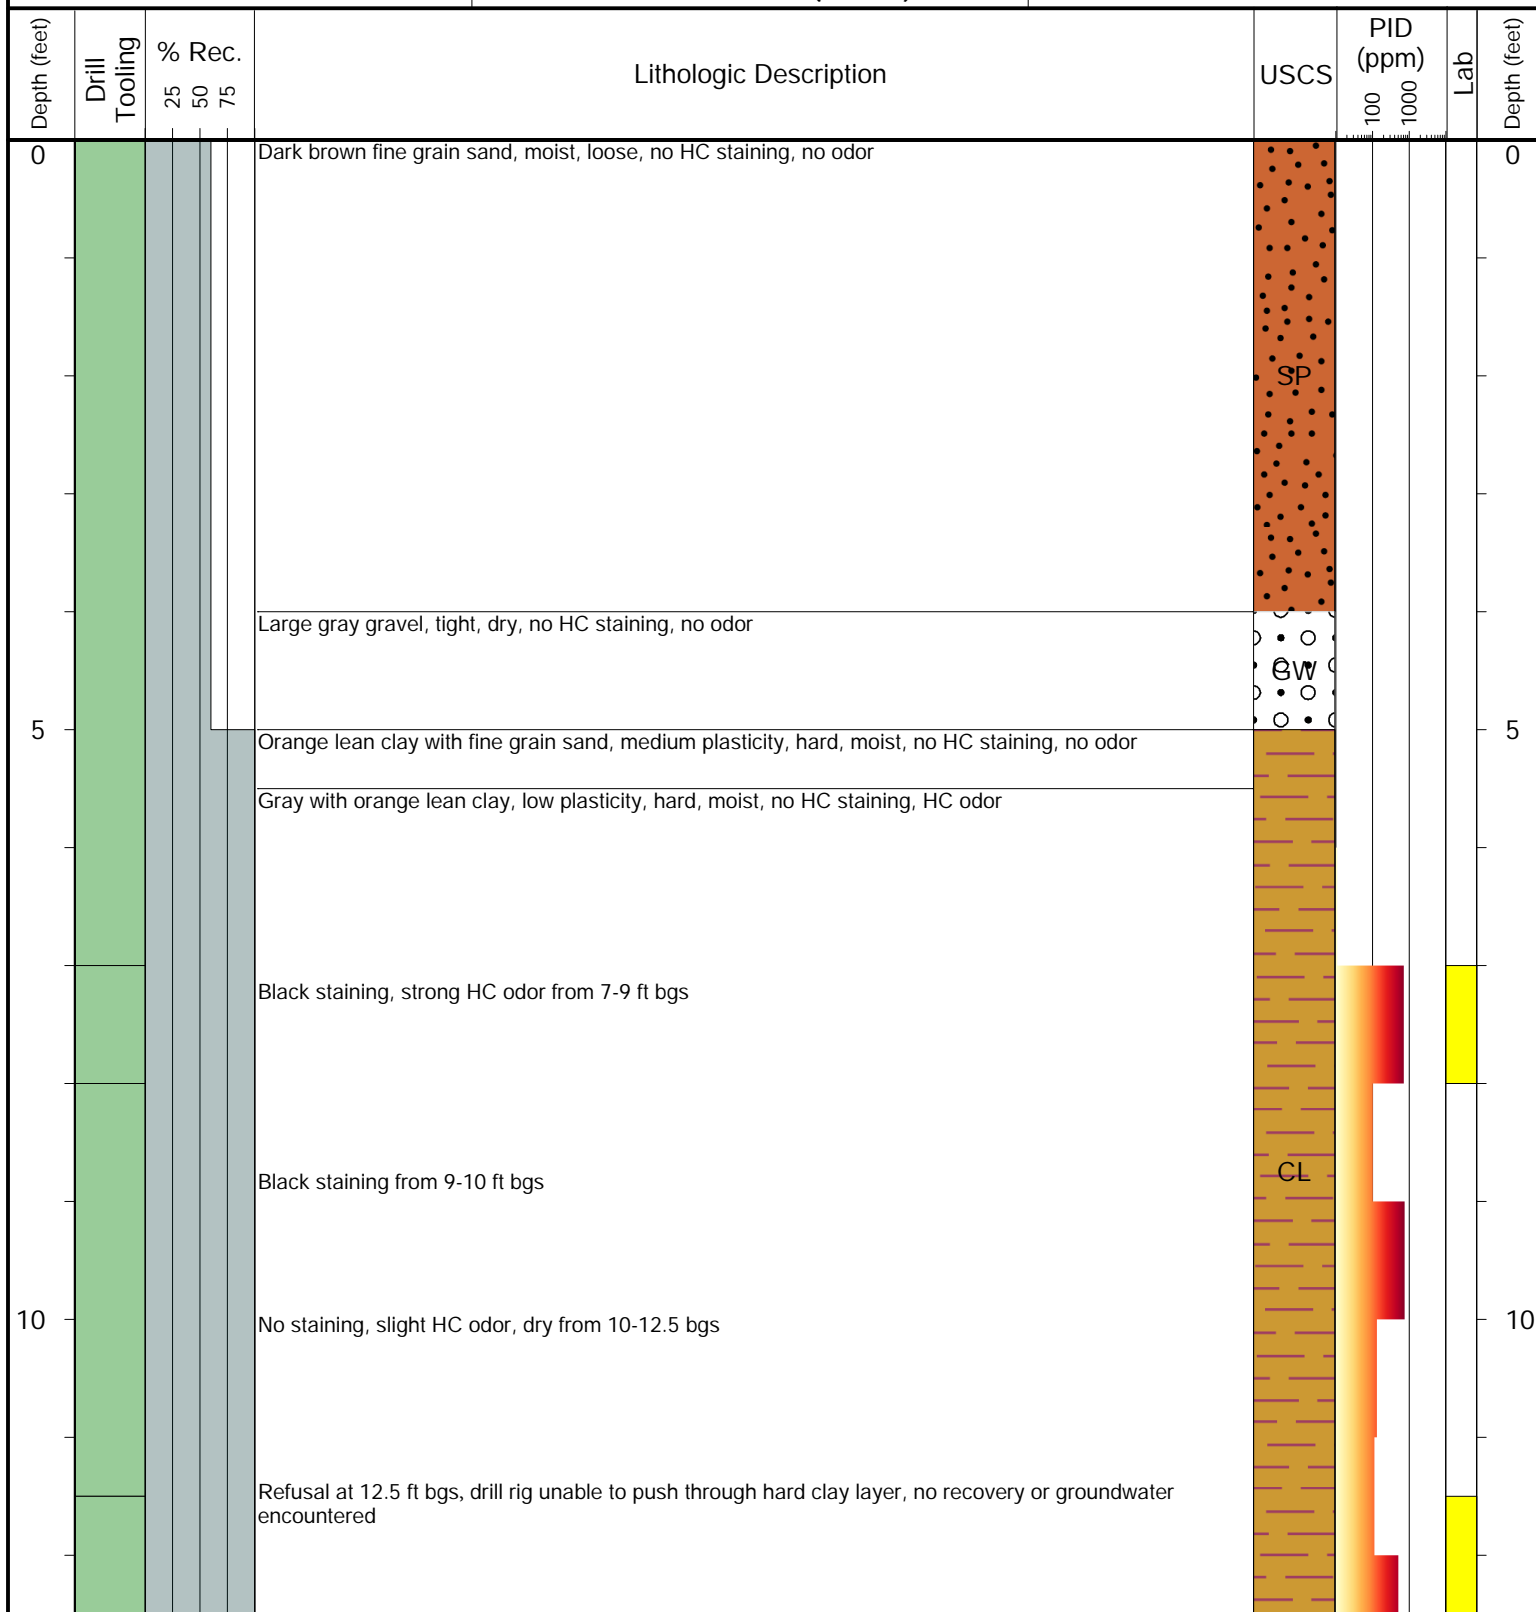 Depth (feet)
Drill
Tooling
% Rec.
25
50
75
Lithologic Description
USCS
PID
(ppm)
100
1000
Lab
Depth (feet)
0
Dark brown fine grain sand, moist, loose, no HC staining, no odor
0
SP
Large gray gravel, tight, dry, no HC staining, no odor
GW
5
Orange lean clay with fine grain sand, medium plasticity, hard, moist, no HC staining, no odor
5
Gray with orange lean clay, low plasticity, hard, moist, no HC staining, HC odor
Black staining, strong HC odor from 7-9 ft bgs
CL
Black staining from 9-10 ft bgs
10
No staining, slight HC odor, dry from 10-12.5 bgs
10
Refusal at 12.5 ft bgs, drill rig unable to push through hard clay layer, no recovery or groundwater
encountered